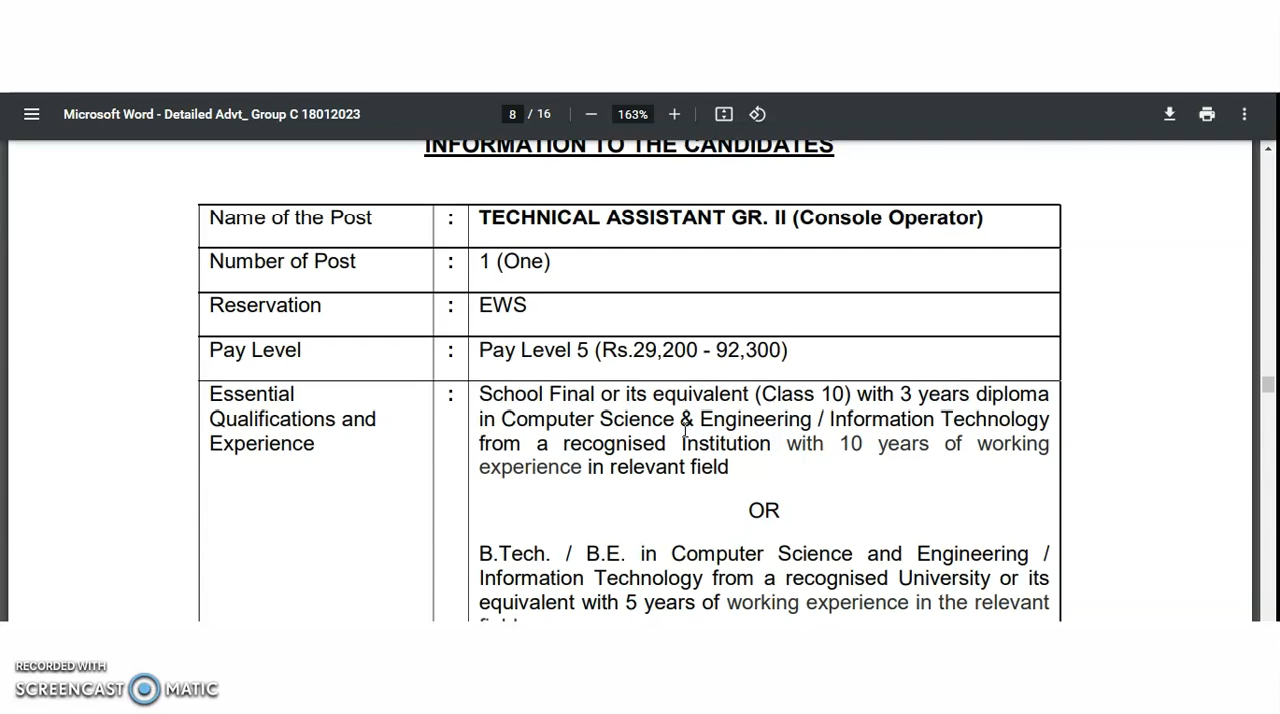 Microsoft Word - Detailed Advt_ Group C 18012023
8 / 16
163%
INFORMATION TO THE CANDIDATES
Name of the Post : TECHNICAL ASSISTANT GR. II (Console Operator)
Number of Post : 1 (One)
Reservation : EWS
Pay Level : Pay Level 5 (Rs.29,200 - 92,300)
Essential : School Final or its equivalent (Class 10) with 3 years diploma
Qualifications and in Computer Science & Engineering / Information Technology
Experience from a recognised Institution with 10 years of working
experience in relevant field
OR
B.Tech. / B.E. in Computer Science and Engineering /
Information Technology from a recognised University or its
equivalent with 5 years of working experience in the relevant
RECORDED WITH
SCREENCAST MATIC